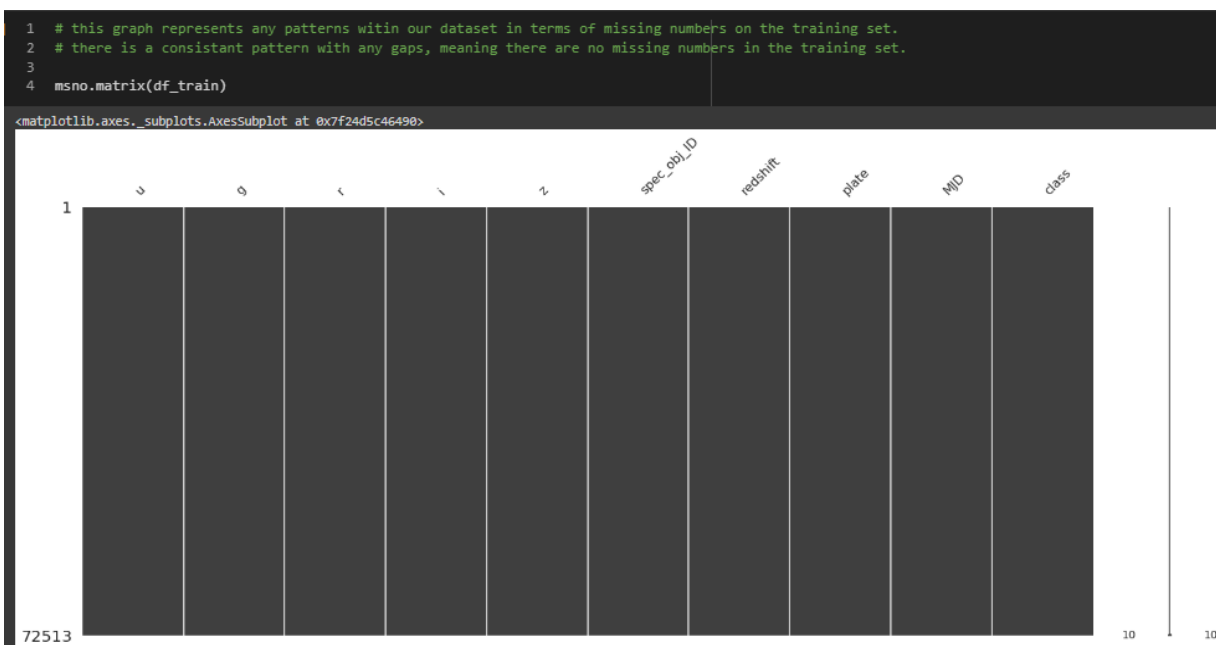 1 # this graph represents any patterns witin our dataset in terms of missing numbers on the training set.
2 # there is a consistant pattern with any gaps, meaning there are no missing numbers in the training set.
3
4 msno.matrix(df_train)
<matplotlib.axes._subplots.AxesSubplot at 0x7f24d5c46490>
u g r i z spec_obj_ID redshift plate MJD class
1
72513
10 10